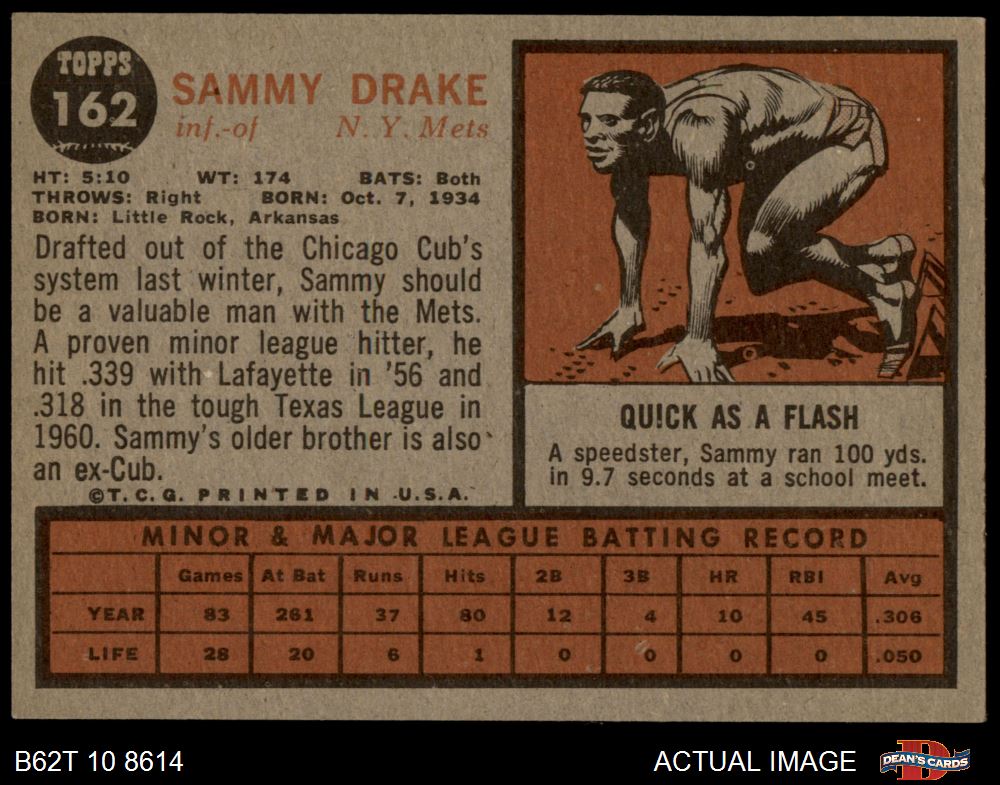 TOPPS
162
SAMMY DRAKE
inf.-of N. Y. Mets
HT: 5:10 WT: 174 BATS: Both
THROWS: Right BORN: Oct. 7, 1934
BORN: Little Rock, Arkansas
Drafted out of the Chicago Cub's
system last winter, Sammy should
be a valuable man with the Mets.
A proven minor league hitter, he
hit .339 with Lafayette in '56 and
.318 in the tough Texas League in
1960. Sammy's older brother is also
an ex-Cub.
©T.C.G. PRINTED IN U.S.A.
QUICK AS A FLASH
A speedster, Sammy ran 100 yds.
in 9.7 seconds at a school meet.
MINOR & MAJOR LEAGUE BATTING RECORD
Games At Bat Runs Hits 2B 3B HR RBI Avg
YEAR 83 261 37 80 12 4 10 45 .306
LIFE 28 20 6 1 0 0 0 0 .050
B62T 10 8614
ACTUAL IMAGE
DEAN'S CARDS